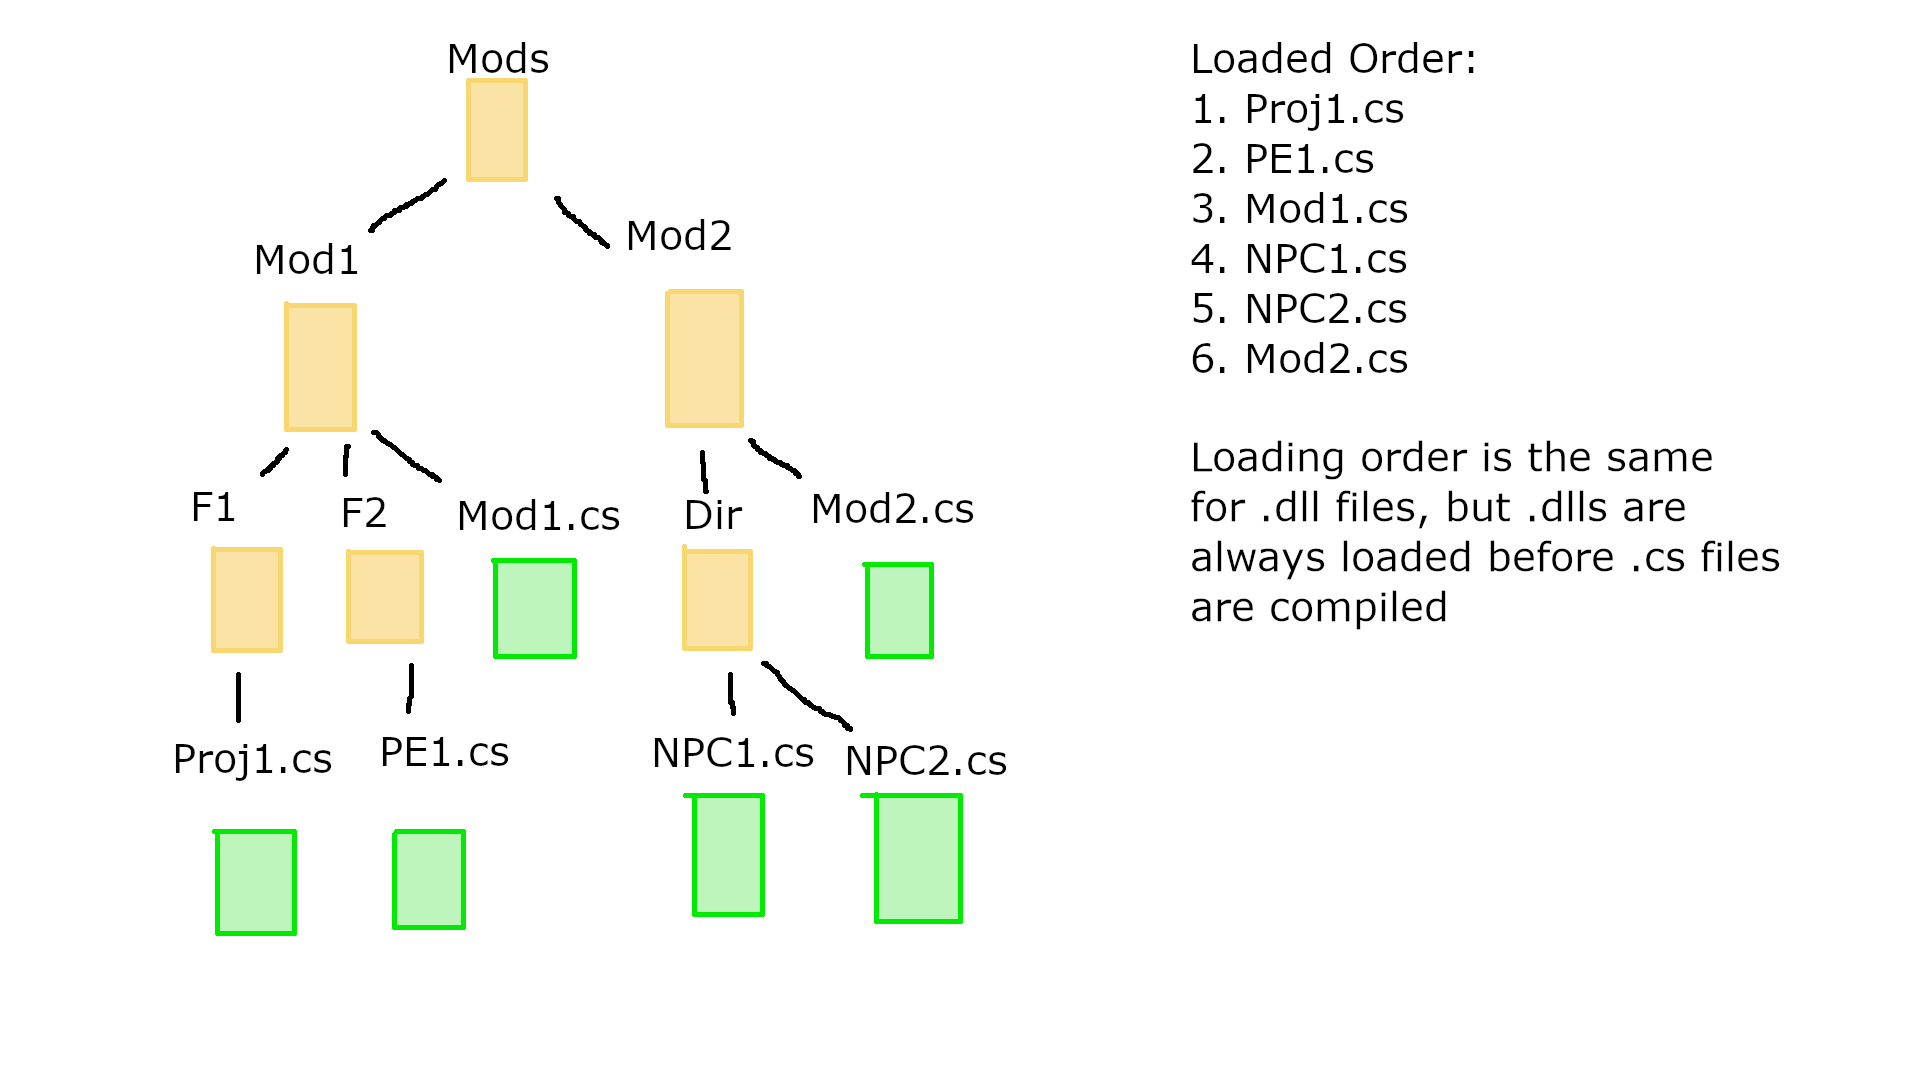 Mods
Mod1
Mod2
F1
F2
Mod1.cs
Dir
Mod2.cs
Proj1.cs
PE1.cs
NPC1.cs
NPC2.cs
Loaded Order:
1. Proj1.cs
2. PE1.cs
3. Mod1.cs
4. NPC1.cs
5. NPC2.cs
6. Mod2.cs
Loading order is the same
for .dll files, but .dlls are
always loaded before .cs files
are compiled